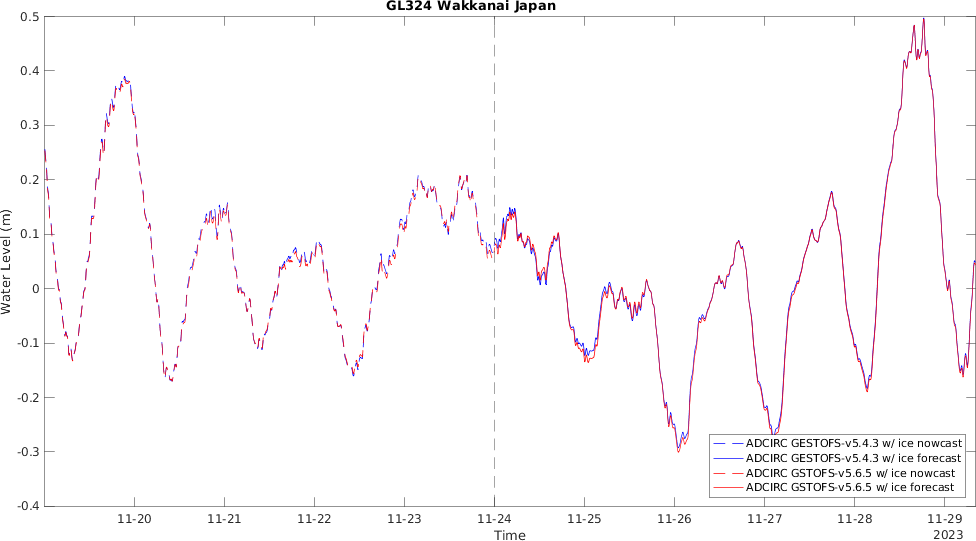 GL324 Wakkanai Japan
0.5
0.4
0.3
0.2
0.1
0
-0.1
-0.2
-0.3
-0.4
Water Level (m)
ADCIRC GESTOFS-v5.4.3 w/ ice nowcast
ADCIRC GESTOFS-v5.4.3 w/ ice forecast
ADCIRC GSTOFS-v5.6.5 w/ ice nowcast
ADCIRC GSTOFS-v5.6.5 w/ ice forecast
11-20 11-21 11-22 11-23 11-24 11-25 11-26 11-27 11-28 11-29
Time
2023